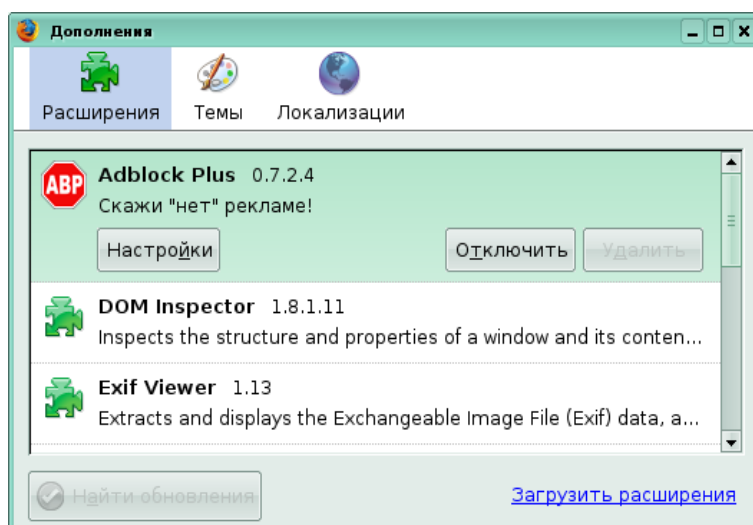 Дополнения
Расширения Темы Локализации
ABP
Adblock Plus 0.7.2.4
Скажи "нет" рекламе!
Настройки Отключить Удалить
DOM Inspector 1.8.1.11
Inspects the structure and properties of a window and its conten...
Exif Viewer 1.13
Extracts and displays the Exchangeable Image File (Exif) data, a...
Найти обновления Загрузить расширения